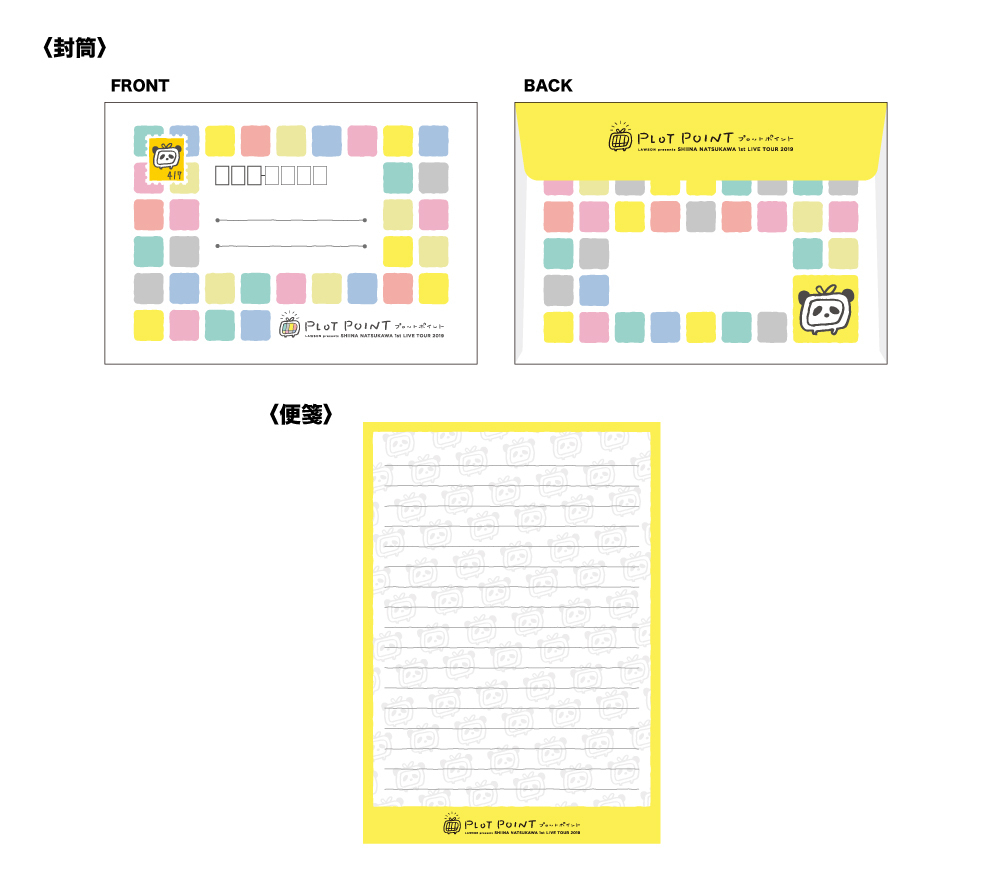 〈封筒〉
FRONT
BACK
417
PLOT POINT プロットポイント
LAWSON presents SHIINA NATSUKAWA 1st LIVE TOUR 2019
PLOT POINT プロットポイント
LAWSON presents SHIINA NATSUKAWA 1st LIVE TOUR 2019
〈便箋〉
PLOT POINT プロットポイント
LAWSON presents SHIINA NATSUKAWA 1st LIVE TOUR 2019